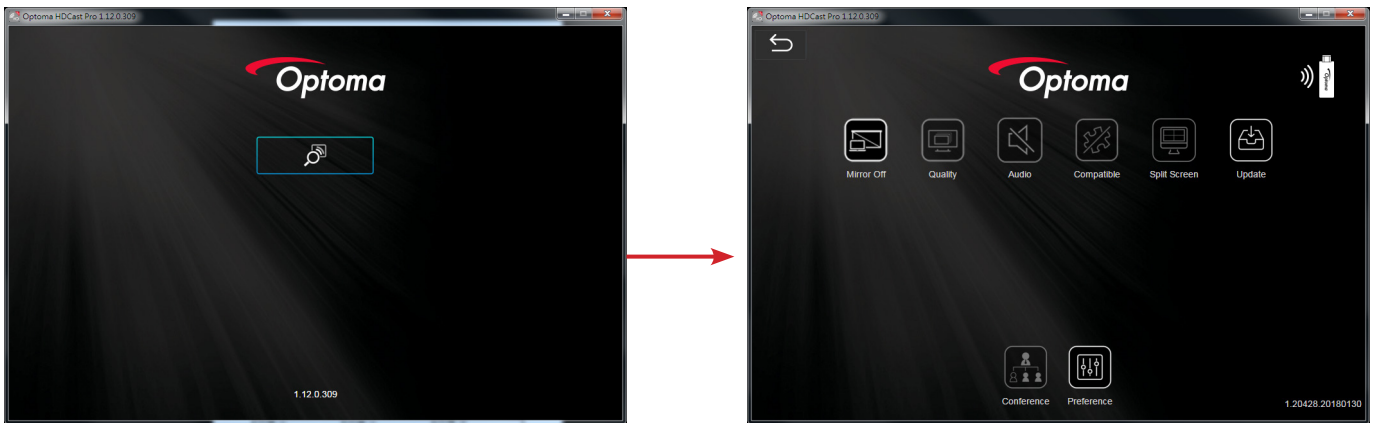 Optoma HDCast Pro 1.12.0.309
Optoma
1.12.0.309
Optoma HDCast Pro 1.12.0.309
Optoma
Optoma
Mirror Off
Quality
Audio
Compatible
Split Screen
Update
Conference
Preference
1.20428.20180130